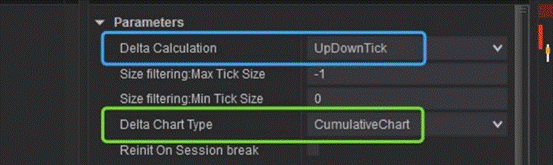 Parameters
Delta Calculation UpDownTick
Size filtering:Max Tick Size -1
Size filtering:Min Tick Size 0
Delta Chart Type CumulativeChart
Reinit On Session break